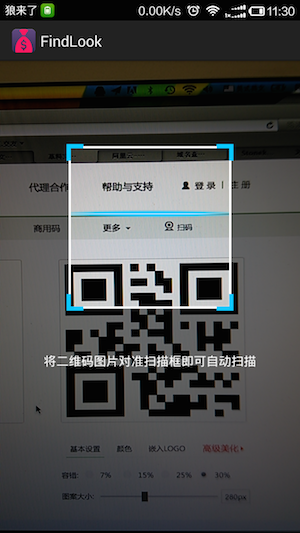 狼来了 0.00K/s 11:30
FindLook
阿里云—
代理合作 帮助与支持 登录 | 注册
商用码 更多 扫码
将二维码图片对准扫描框即可自动扫描
基本设置 颜色 嵌入LOGO 高级美化
容错: 7% 15% 25% 30%
图案大小: 280px